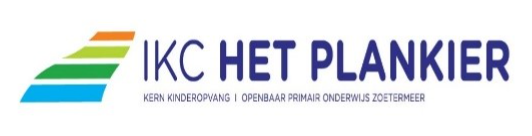 IKC HET PLANKIER
KERN KINDEROPVANG | OPENBAAR PRIMAIR ONDERWIJS ZOETERMEER